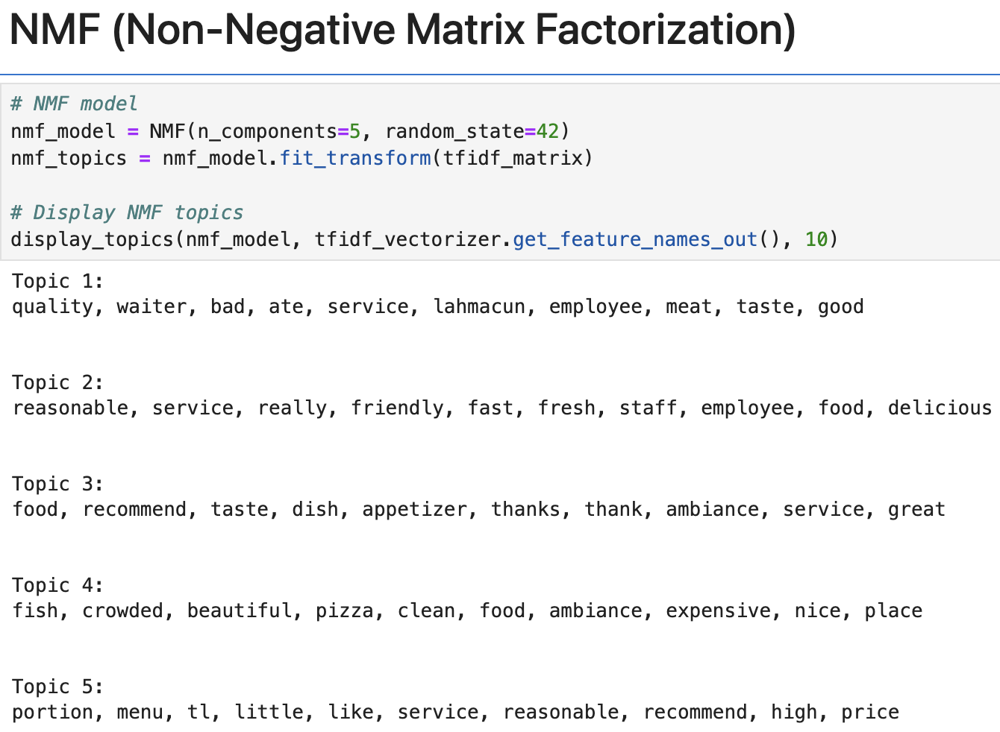 NMF (Non-Negative Matrix Factorization)
# NMF model
nmf_model = NMF(n_components=5, random_state=42)
nmf_topics = nmf_model.fit_transform(tfidf_matrix)
# Display NMF topics
display_topics(nmf_model, tfidf_vectorizer.get_feature_names_out(), 10)
Topic 1:
quality, waiter, bad, ate, service, lahmacun, employee, meat, taste, good
Topic 2:
reasonable, service, really, friendly, fast, fresh, staff, employee, food, delicious
Topic 3:
food, recommend, taste, dish, appetizer, thanks, thank, ambiance, service, great
Topic 4:
fish, crowded, beautiful, pizza, clean, food, ambiance, expensive, nice, place
Topic 5:
portion, menu, tl, little, like, service, reasonable, recommend, high, price